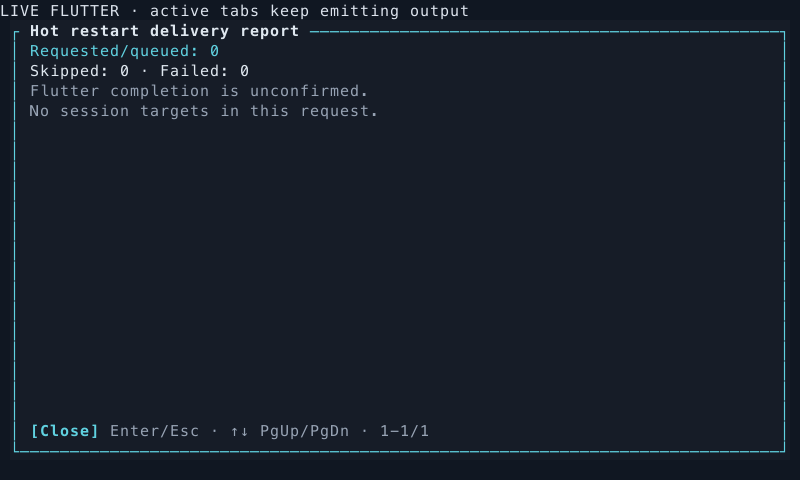 LIVE FLUTTER · active tabs keep emitting output
Hot restart delivery report
Requested/queued: 0
Skipped: 0 · Failed: 0
Flutter completion is unconfirmed.
No session targets in this request.
[Close] Enter/Esc · ↑↓ PgUp/PgDn · 1–1/1